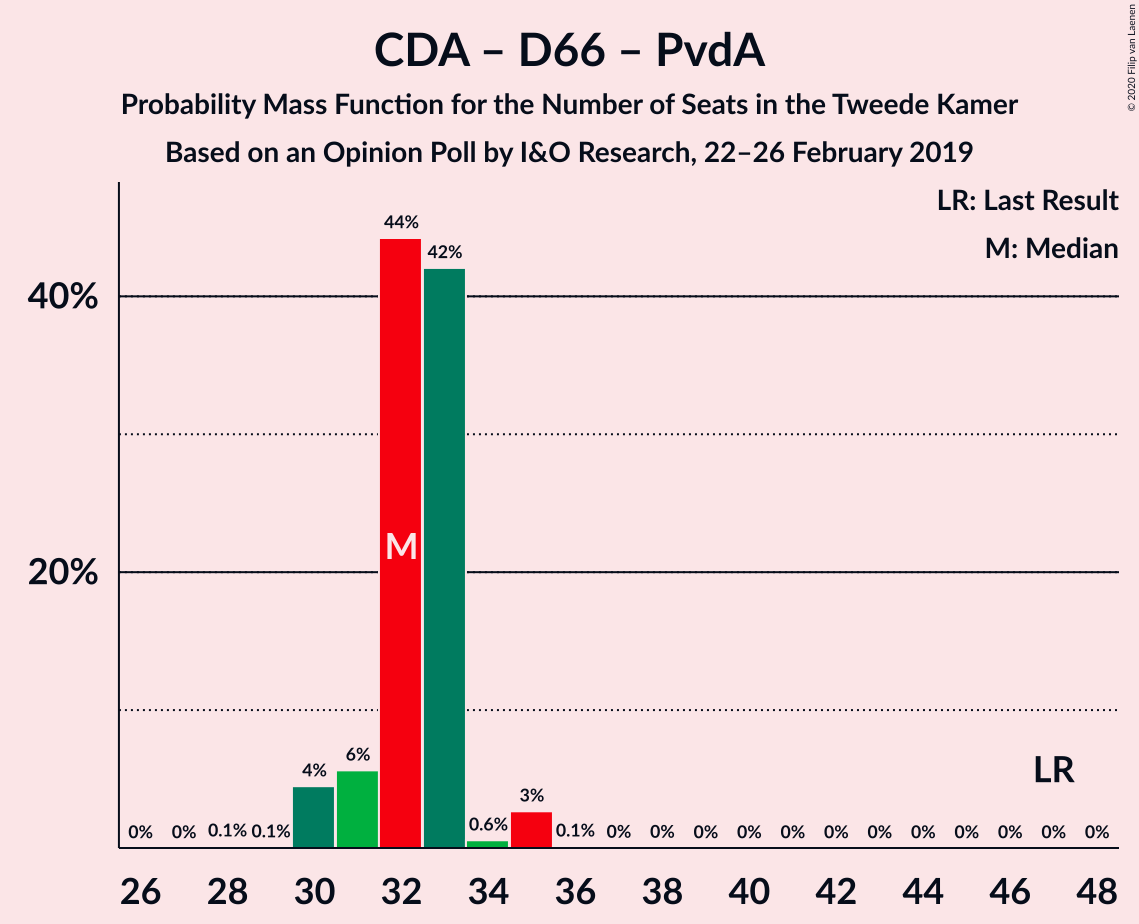 © 2020 Filip van Laenen
CDA – D66 – PvdA
Probability Mass Function for the Number of Seats in the Tweede Kamer
Based on an Opinion Poll by I&O Research, 22–26 February 2019
LR: Last Result
M: Median
44%
42%
40%
M
20%
LR
6%
4%
3%
0% 0% 0.1% 0.1% 0.6% 0.1% 0% 0% 0% 0% 0% 0% 0% 0% 0% 0% 0% 0%
26 28 30 32 34 36 38 40 42 44 46 48